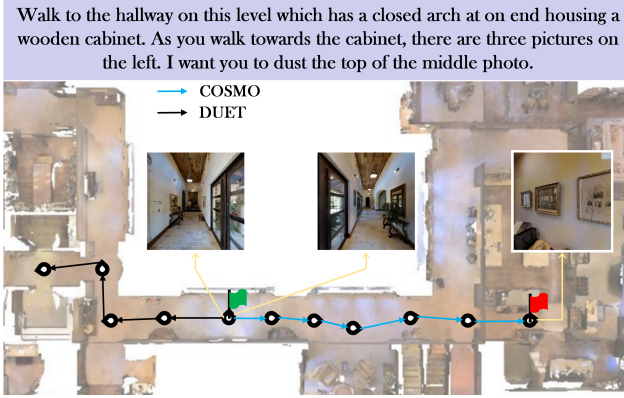 Walk to the hallway on this level which has a closed arch at on end housing a
wooden cabinet. As you walk towards the cabinet, there are three pictures on
the left. I want you to dust the top of the middle photo.
COSMO
DUET